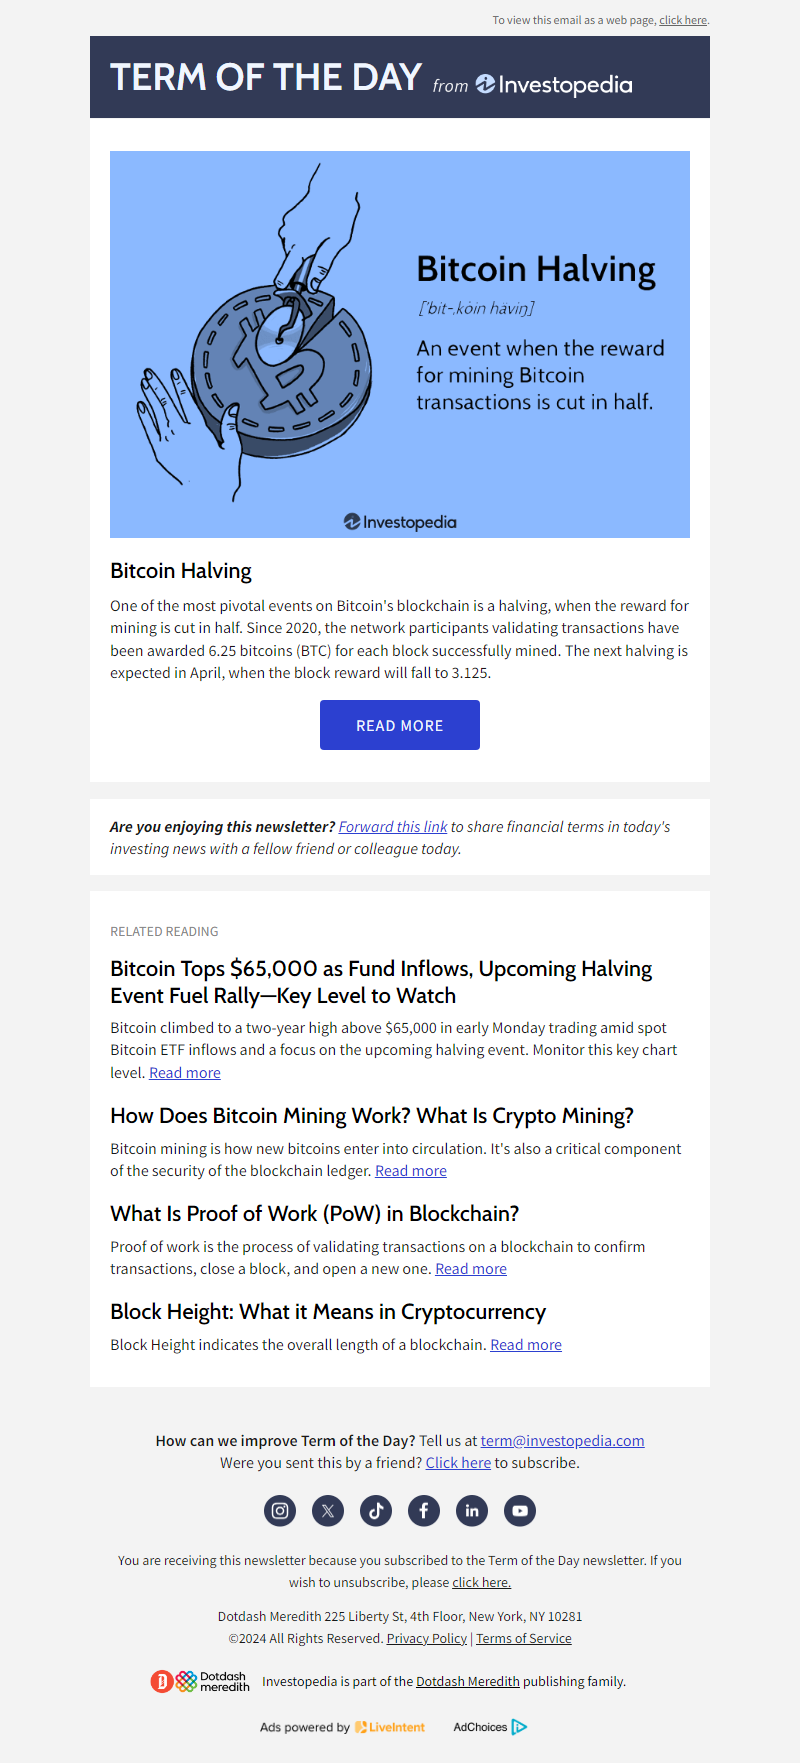 To view this email as a web page, click here.
TERM OF THE DAY from Investopedia
Bitcoin Halving
['bit-ˌkȯin häviŋ]
An event when the reward
for mining Bitcoin
transactions is cut in half.
Investopedia
Bitcoin Halving
One of the most pivotal events on Bitcoin's blockchain is a halving, when the reward for
mining is cut in half. Since 2020, the network participants validating transactions have
been awarded 6.25 bitcoins (BTC) for each block successfully mined. The next halving is
expected in April, when the block reward will fall to 3.125.
READ MORE
Are you enjoying this newsletter? Forward this link to share financial terms in today's
investing news with a fellow friend or colleague today.
RELATED READING
Bitcoin Tops $65,000 as Fund Inflows, Upcoming Halving
Event Fuel Rally—Key Level to Watch
Bitcoin climbed to a two-year high above $65,000 in early Monday trading amid spot
Bitcoin ETF inflows and a focus on the upcoming halving event. Monitor this key chart
level. Read more
How Does Bitcoin Mining Work? What Is Crypto Mining?
Bitcoin mining is how new bitcoins enter into circulation. It's also a critical component
of the security of the blockchain ledger. Read more
What Is Proof of Work (PoW) in Blockchain?
Proof of work is the process of validating transactions on a blockchain to confirm
transactions, close a block, and open a new one. Read more
Block Height: What it Means in Cryptocurrency
Block Height indicates the overall length of a blockchain. Read more
How can we improve Term of the Day? Tell us at term@investopedia.com
Were you sent this by a friend? Click here to subscribe.
You are receiving this newsletter because you subscribed to the Term of the Day newsletter. If you
wish to unsubscribe, please click here.
Dotdash Meredith 225 Liberty St, 4th Floor, New York, NY 10281
©2024 All Rights Reserved. Privacy Policy | Terms of Service
Dotdash
meredith
Investopedia is part of the Dotdash Meredith publishing family.
Ads powered by LiveIntent AdChoices